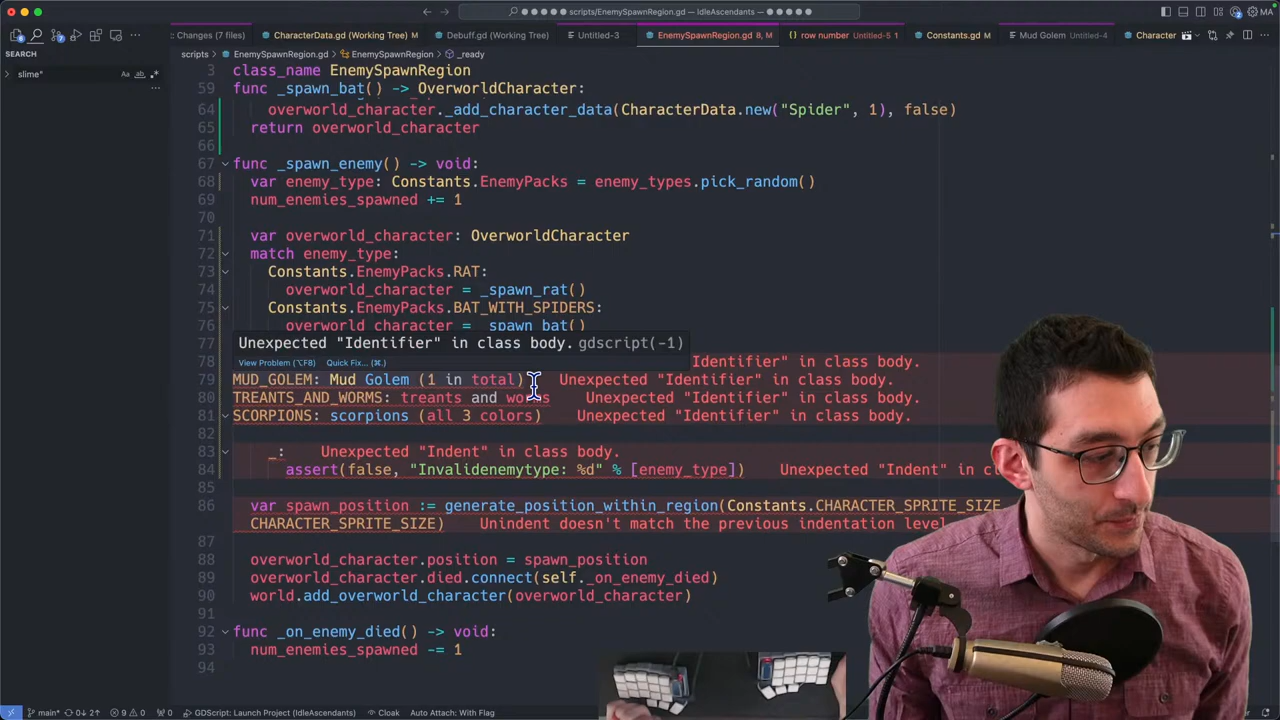 scripts/EnemySpawnRegion.gd — IdleAscendants
MA
Changes (7 files)
CharacterData.gd (Working Tree) M
Debuff.gd (Working Tree)
Untitled-3
EnemySpawnRegion.gd 8, M
row number Untitled-5 1
Constants.gd M
Mud Golem Untitled-4
Character
SEARCH
scripts > EnemySpawnRegion.gd > EnemySpawnRegion > _ready
slime*
3 class_name EnemySpawnRegion
59 func _spawn_bat() -> OverworldCharacter:
64 overworld_character._add_character_data(CharacterData.new("Spider", 1), false)
65 return overworld_character
66
67 func _spawn_enemy() -> void:
68 var enemy_type: Constants.EnemyPacks = enemy_types.pick_random()
69 num_enemies_spawned += 1
70
71 var overworld_character: OverworldCharacter
72 match enemy_type:
73 Constants.EnemyPacks.RAT:
74 overworld_character = _spawn_rat()
75 Constants.EnemyPacks.BAT_WITH_SPIDERS:
76 overworld_character = _spawn_bat()
77
Unexpected "Identifier" in class body. gdscript(-1)
View Problem (⌥F8) Quick Fix... (⌘.)
78 Identifier" in class body.
79 MUD_GOLEM: Mud Golem (1 in total) Unexpected "Identifier" in class body.
80 TREANTS_AND_WORMS: treants and worms Unexpected "Identifier" in class body.
81 SCORPIONS: scorpions (all 3 colors) Unexpected "Identifier" in class body.
82
83 _: Unexpected "Indent" in class body.
84 assert(false, "Invalidenemytype: %d" % [enemy_type]) Unexpected "Indent" in cl
85
86 var spawn_position := generate_position_within_region(Constants.CHARACTER_SPRITE_SIZE
CHARACTER_SPRITE_SIZE) Unindent doesn't match the previous indentation level
87
88 overworld_character.position = spawn_position
89 overworld_character.died.connect(self._on_enemy_died)
90 world.add_overworld_character(overworld_character)
91
92 func _on_enemy_died() -> void:
93 num_enemies_spawned -= 1
94
main* 0↓ 2↑ 9 0 0 GDScript: Launch Project (IdleAscendants) Cloak Auto Attach: With Flag